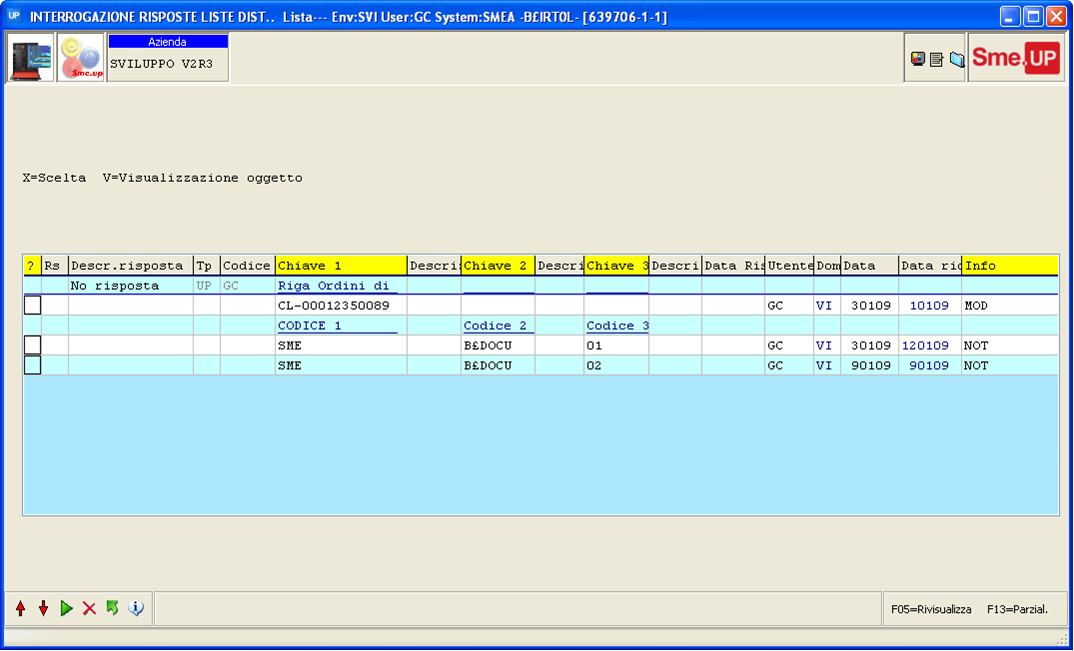 UP INTERROGAZIONE RISPOSTE LISTE DIST.. Lista--- Env:SVI User:GC System:SMEA -B£IRT0L- [639706-1-1]
Sme.up
Azienda
SVILUPPO V2R3
Sme.UP
X=Scelta V=Visualizzazione oggetto
? Rs Descr.risposta Tp Codice Chiave 1 Descri: Chiave 2 Descri Chiave 3 Descri Data Ris Utente Dom Data Data ric Info
No risposta UP GC Riga Ordini di
CL-00012350089 GC VI 30109 10109 MOD
CODICE 1 Codice 2 Codice 3
SME B£DOCU 01 GC VI 30109 120109 NOT
SME B£DOCU 02 GC VI 90109 90109 NOT
F05=Rivisualizza F13=Parzial.